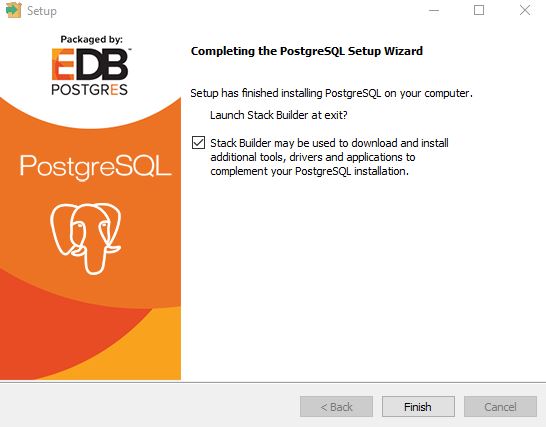 Setup
Packaged by:
EDB™
POSTGRES
PostgreSQL
Completing the PostgreSQL Setup Wizard
Setup has finished installing PostgreSQL on your computer.
Launch Stack Builder at exit?
Stack Builder may be used to download and install
additional tools, drivers and applications to
complement your PostgreSQL installation.
< Back
Finish
Cancel